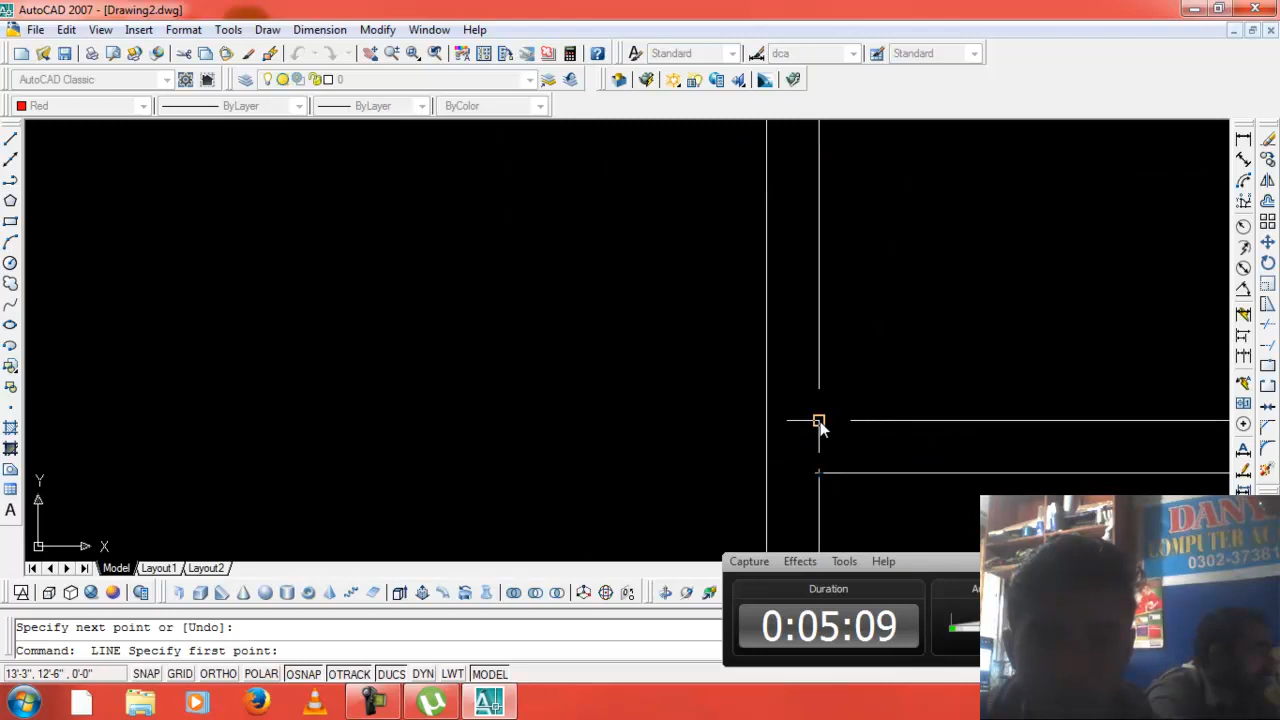 AutoCAD 2007 - [Drawing2.dwg]
File Edit View Insert Format Tools Draw Dimension Modify Window Help
Standard dca Standard
AutoCAD Classic 0
Red ByLayer ByLayer ByColor
Y
X
A
A
Model Layout1 Layout2
DANY
COMPUTER AC
0302-37381
Capture Effects Tools Help
Duration
0:05:09
Specify next point or [Undo]:
Command: LINE Specify first point:
13'-3", 12'-6" , 0'-0" SNAP GRID ORTHO POLAR OSNAP OTRACK DUCS DYN LWT MODEL